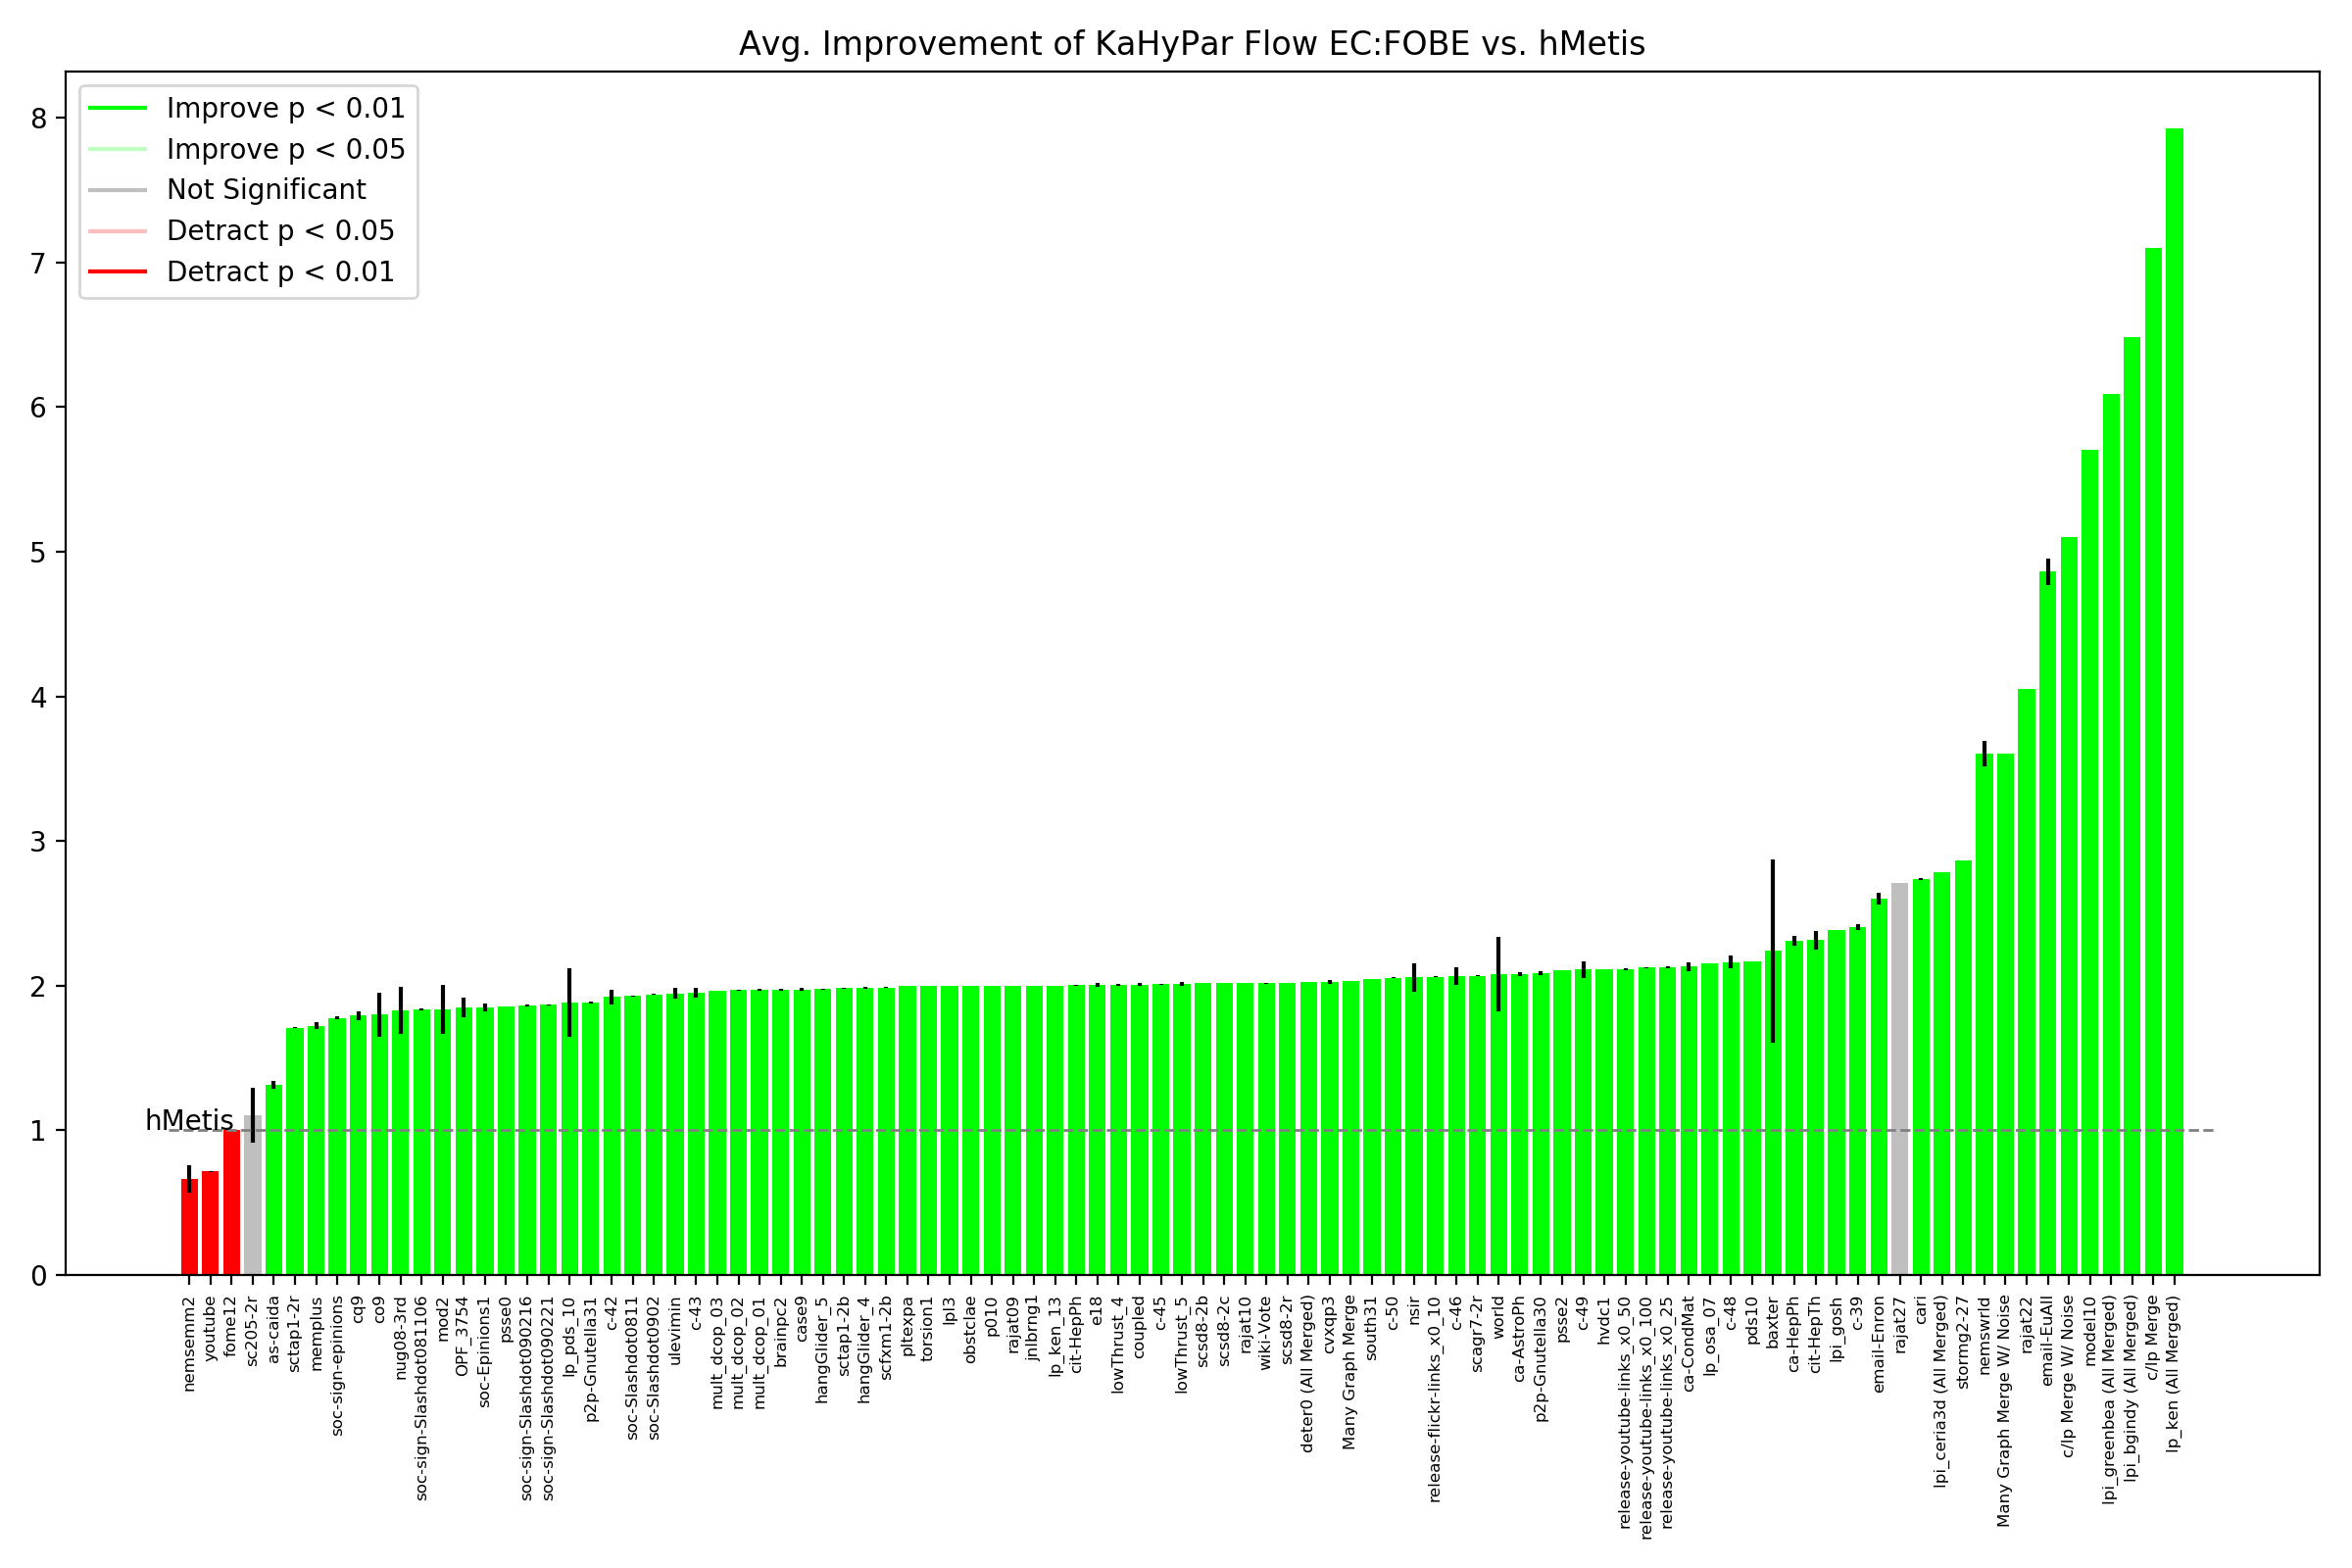 Avg. Improvement of KaHyPar Flow EC:FOBE vs. hMetis
Improve p < 0.01
Improve p < 0.05
Not Significant
Detract p < 0.05
Detract p < 0.01
8
7
6
5
4
3
2
1
0
hMetis
nemsemm2
youtube
fome12
sc205-2r
as-caida
sctap1-2r
memplus
soc-sign-epinions
cq9
co9
nug08-3rd
soc-sign-Slashdot081106
mod2
OPF_3754
soc-Epinions1
psse0
soc-sign-Slashdot090216
soc-sign-Slashdot090221
lp_pds_10
p2p-Gnutella31
c-42
soc-Slashdot0811
soc-Slashdot0902
ulevimin
c-43
mult_dcop_03
mult_dcop_02
mult_dcop_01
brainpc2
case9
hangGlider_5
sctap1-2b
hangGlider_4
scfxm1-2b
pltexpa
torsion1
lpl3
obstclae
p010
rajat09
jnlbrng1
lp_ken_13
cit-HepPh
e18
lowThrust_4
coupled
c-45
lowThrust_5
scsd8-2b
scsd8-2c
rajat10
wiki-Vote
scsd8-2r
deter0 (All Merged)
cvxqp3
Many Graph Merge
south31
c-50
nsir
release-flickr-links_x0_10
c-46
scagr7-2r
world
ca-AstroPh
p2p-Gnutella30
psse2
c-49
hvdc1
release-youtube-links_x0_50
release-youtube-links_x0_100
release-youtube-links_x0_25
ca-CondMat
lp_osa_07
c-48
pds10
baxter
ca-HepPh
cit-HepTh
lpi_gosh
c-39
email-Enron
rajat27
cari
lpi_ceria3d (All Merged)
stormg2-27
nemswrld
Many Graph Merge W/ Noise
rajat22
email-EuAll
c/lp Merge W/ Noise
model10
lpi_greenbea (All Merged)
lpi_bgindy (All Merged)
c/lp Merge
lp_ken (All Merged)